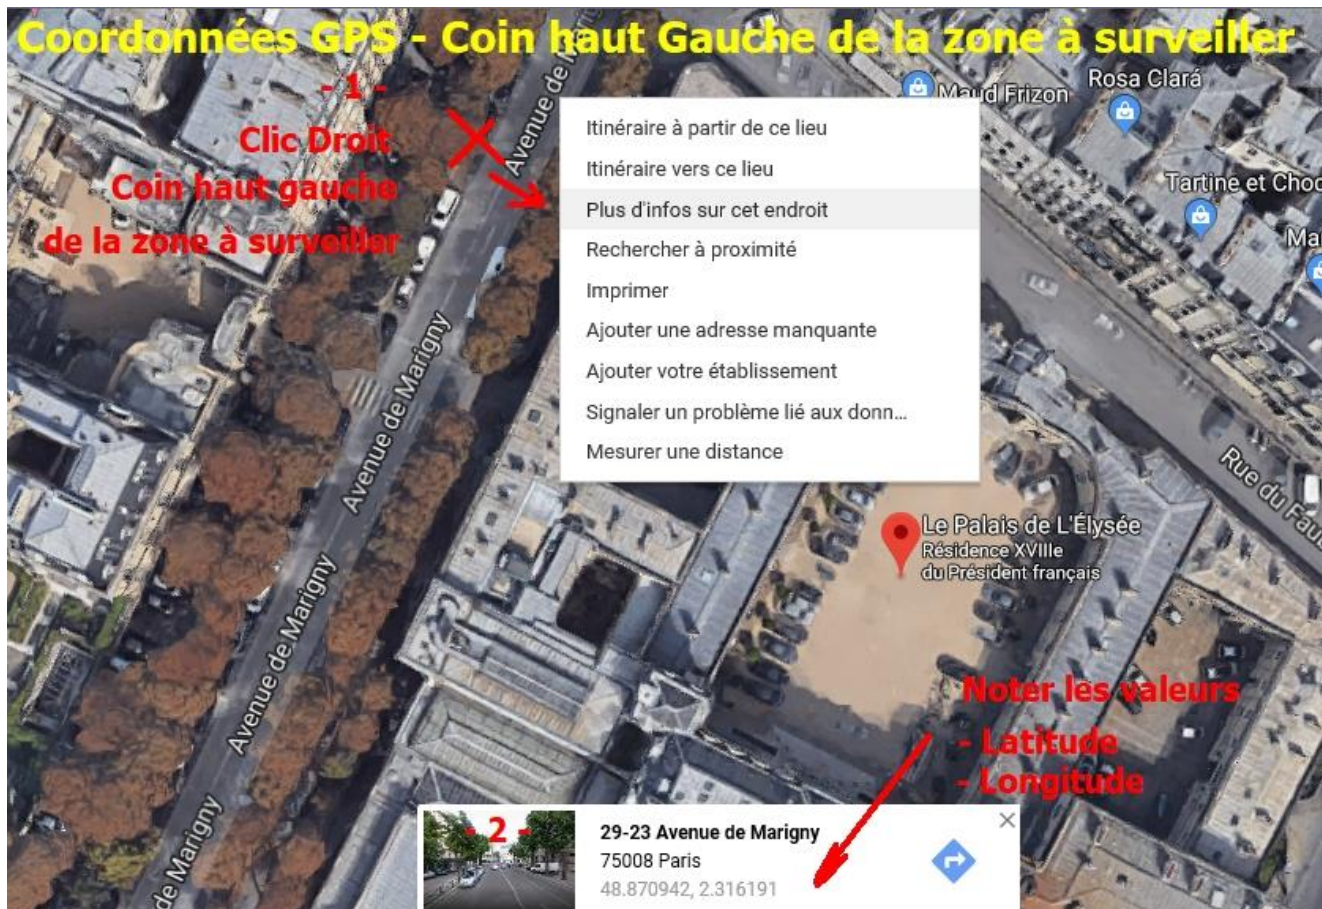 Coordonnées GPS - Coin haut Gauche de la zone à surveiller
- 1 -
Clic Droit
Coin haut gauche
de la zone à surveiller
Avenue de
Maud Frizon
Rosa Clará
Tartine et Choc
Ma
Itinéraire à partir de ce lieu
Itinéraire vers ce lieu
Plus d'infos sur cet endroit
Rechercher à proximité
Imprimer
Ajouter une adresse manquante
Ajouter votre établissement
Signaler un problème lié aux donn...
Mesurer une distance
Avenue de Marigny
Rue du Faub
Le Palais de L'Élysée
Résidence XVIIIe
du Président français
Avenue de Marigny
Noter les valeurs
- Latitude
- Longitude
de Marigny
- 2 -
29-23 Avenue de Marigny
75008 Paris
48.870942, 2.316191